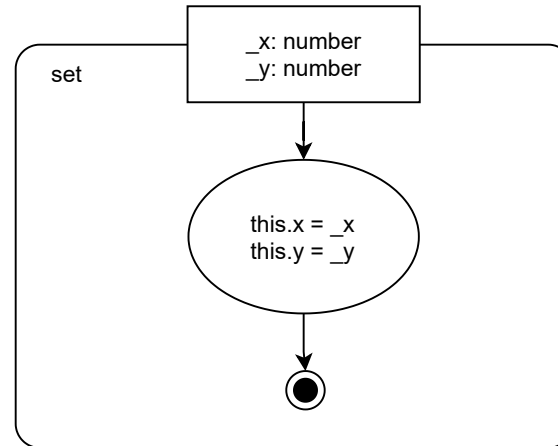 _x: number
_y: number
set
this.x = _x
this.y = _y